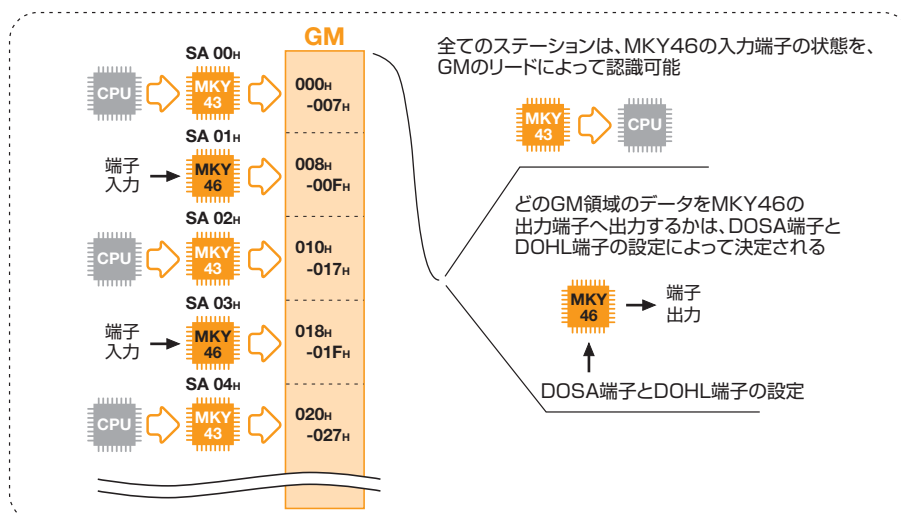 GM
SA 00H
CPU
MKY
43
000H
-007H
SA 01H
端子
入力
MKY
46
008H
-00FH
SA 02H
CPU
MKY
43
010H
-017H
SA 03H
端子
入力
MKY
46
018H
-01FH
SA 04H
CPU
MKY
43
020H
-027H
全てのステーションは、MKY46の入力端子の状態を、
GMのリードによって認識可能
MKY
43
CPU
どのGM領域のデータをMKY46の
出力端子へ出力するかは、DOSA端子と
DOHL端子の設定によって決定される
MKY
46
端子
出力
DOSA端子とDOHL端子の設定